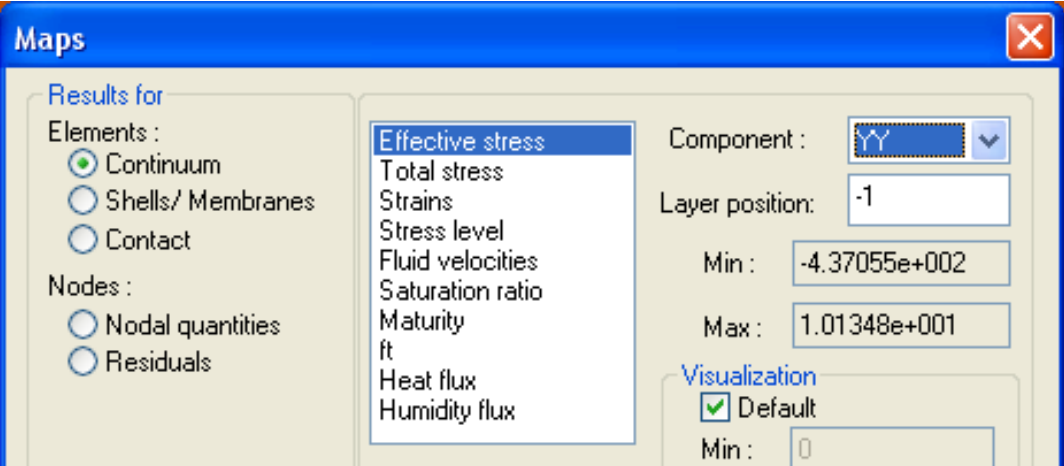 Maps
Results for
Elements :
Continuum
Shells/ Membranes
Contact
Nodes :
Nodal quantities
Residuals
Effective stress
Total stress
Strains
Stress level
Fluid velocities
Saturation ratio
Maturity
ft
Heat flux
Humidity flux
Component : YY
Layer position: -1
Min : -4.37055e+002
Max : 1.01348e+001
Visualization
Default
Min : 0